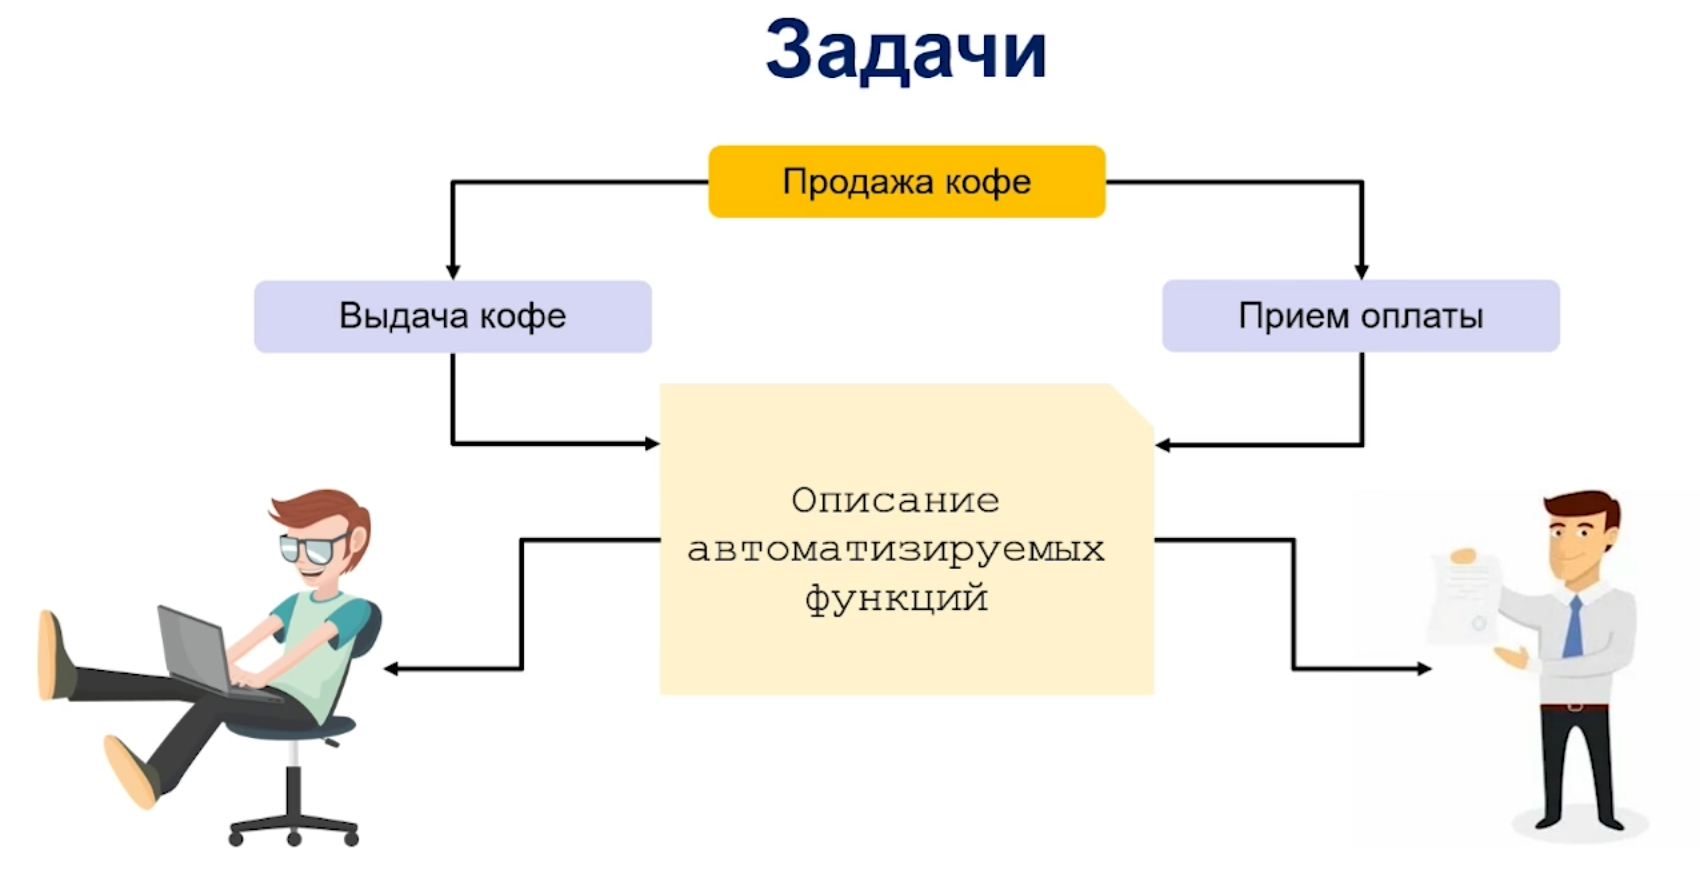 Задачи
Продажа кофе
Выдача кофе
Прием оплаты
Описание
автоматизируемых
функций